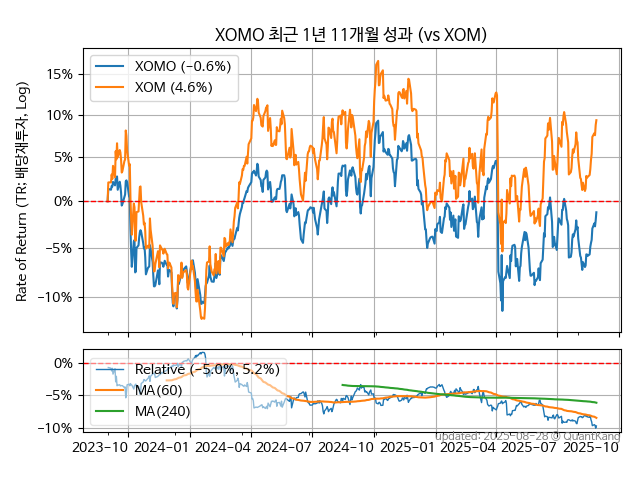 XOMO 최근 1년 11개월 성과 (vs XOM)
Rate of Return (TR: 배당재투자, Log)
XOMO (−0.6%)
XOM (4.6%)
15%
10%
5%
0%
−5%
−10%
0%
−5%
−10%
Relative (−5.0%, 5.2%)
MA(60)
MA(240)
updated: 2025-08-28 © QuantKang
2023-10 2024-01 2024-04 2024-07 2024-10 2025-01 2025-04 2025-07 2025-10